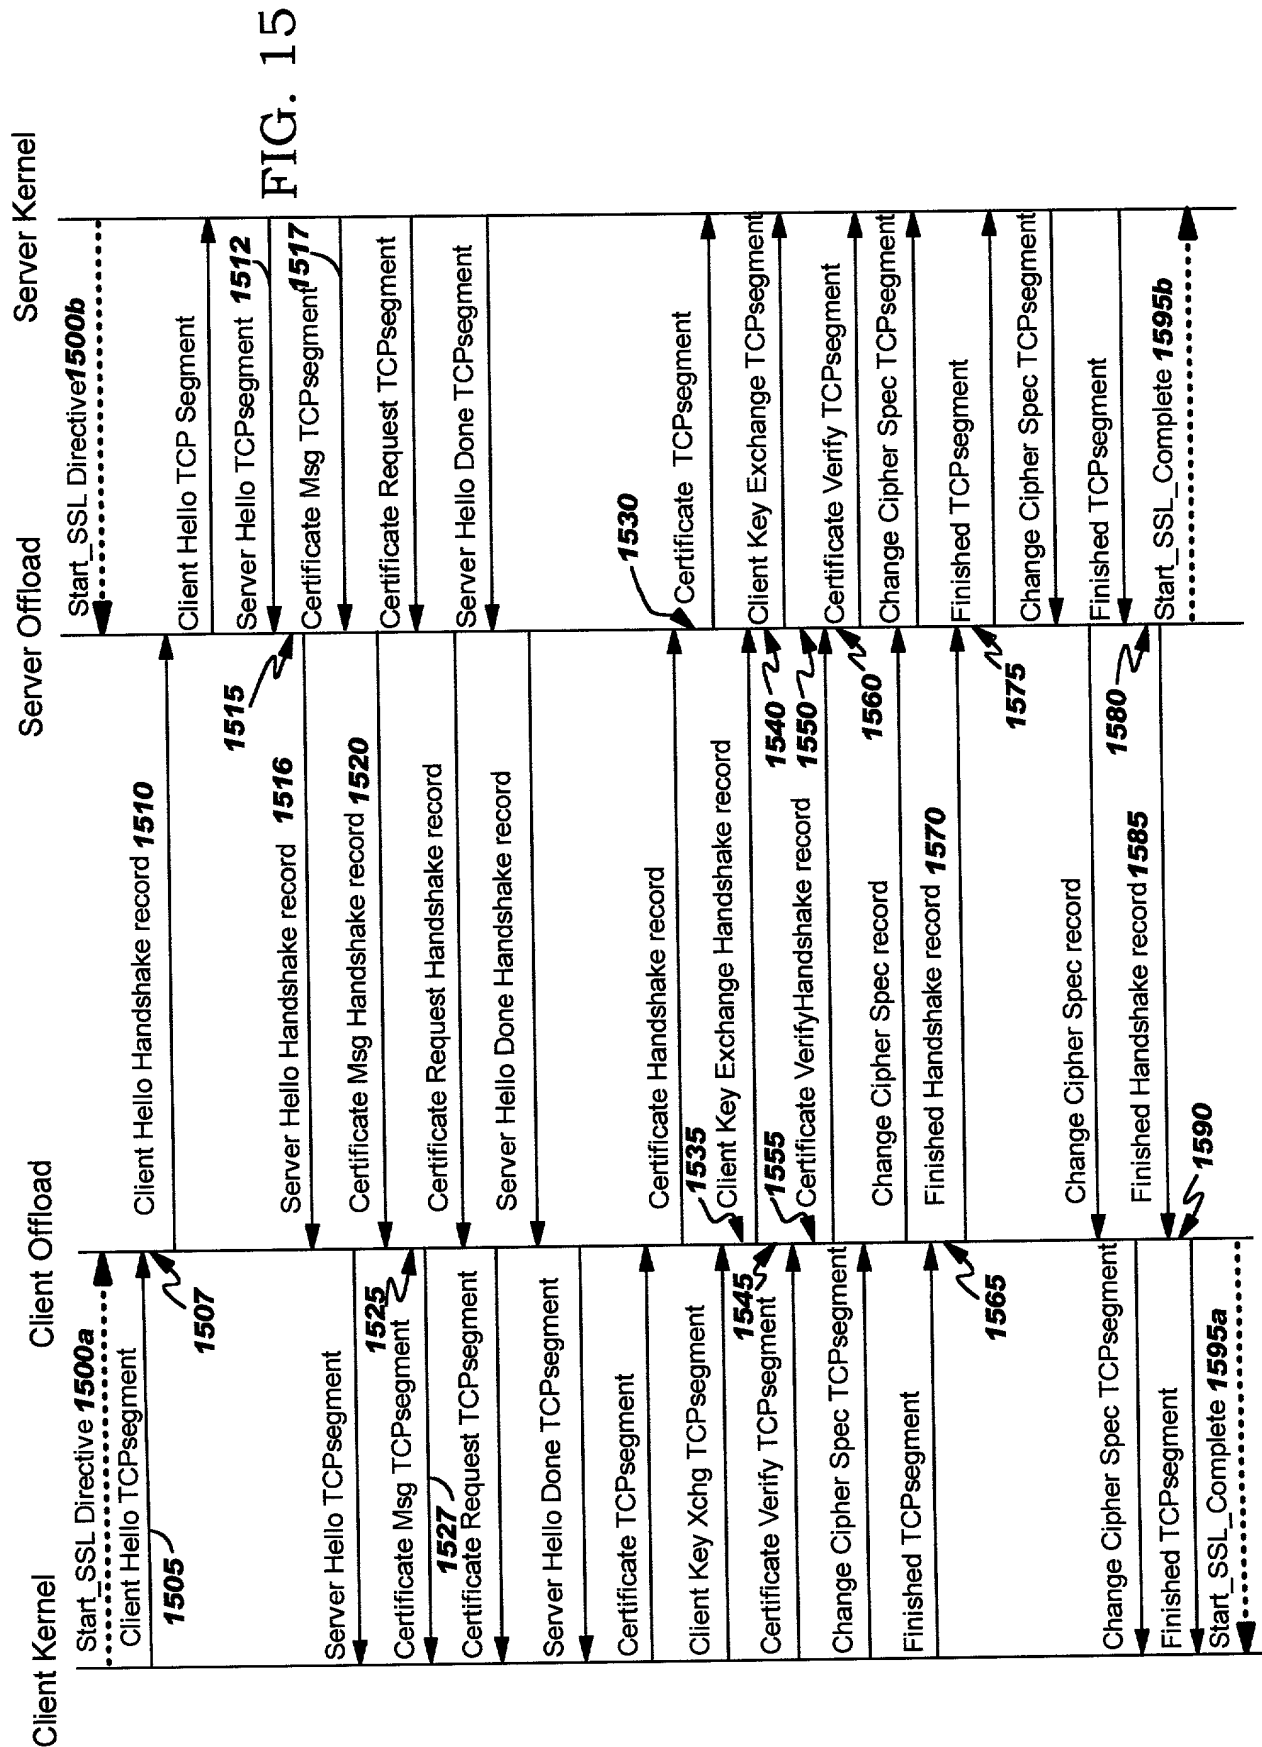 Client Kernel
Client Offload
Server Offload
Server Kernel
Start_SSL Directive 1500a
Start_SSL Directive 1500b
Client Hello TCPsegment
1505
1507
Client Hello Handshake record 1510
Client Hello TCP Segment
Server Hello TCPsegment 1512
1515
Server Hello Handshake record 1516
Server Hello TCPsegment
Certificate Msg TCPsegment 1517
Certificate Msg Handshake record 1520
1525
Certificate Msg TCPsegment
1527
Certificate Request TCPsegment
Certificate Request Handshake record
Certificate Request TCPsegment
Server Hello Done TCPsegment
Server Hello Done Handshake record
Server Hello Done TCPsegment
Certificate TCPsegment
Certificate Handshake record
1530
Certificate TCPsegment
Client Key Xchg TCPsegment
1535
Client Key Exchange Handshake record
1540
Client Key Exchange TCPsegment
1545
Certificate Verify TCPsegment
1555
Certificate VerifyHandshake record
1550
1560
Certificate Verify TCPsegment
Change Cipher Spec TCPsegment
Change Cipher Spec record
Change Cipher Spec TCPsegment
Finished TCPsegment
1565
Finished Handshake record 1570
1575
Finished TCPsegment
Change Cipher Spec TCPsegment
Change Cipher Spec record
Change Cipher Spec TCPsegment
Finished TCPsegment
1580
Finished Handshake record 1585
1590
Finished TCPsegment
Start_SSL_Complete 1595a
Start_SSL_Complete 1595b
FIG. 15